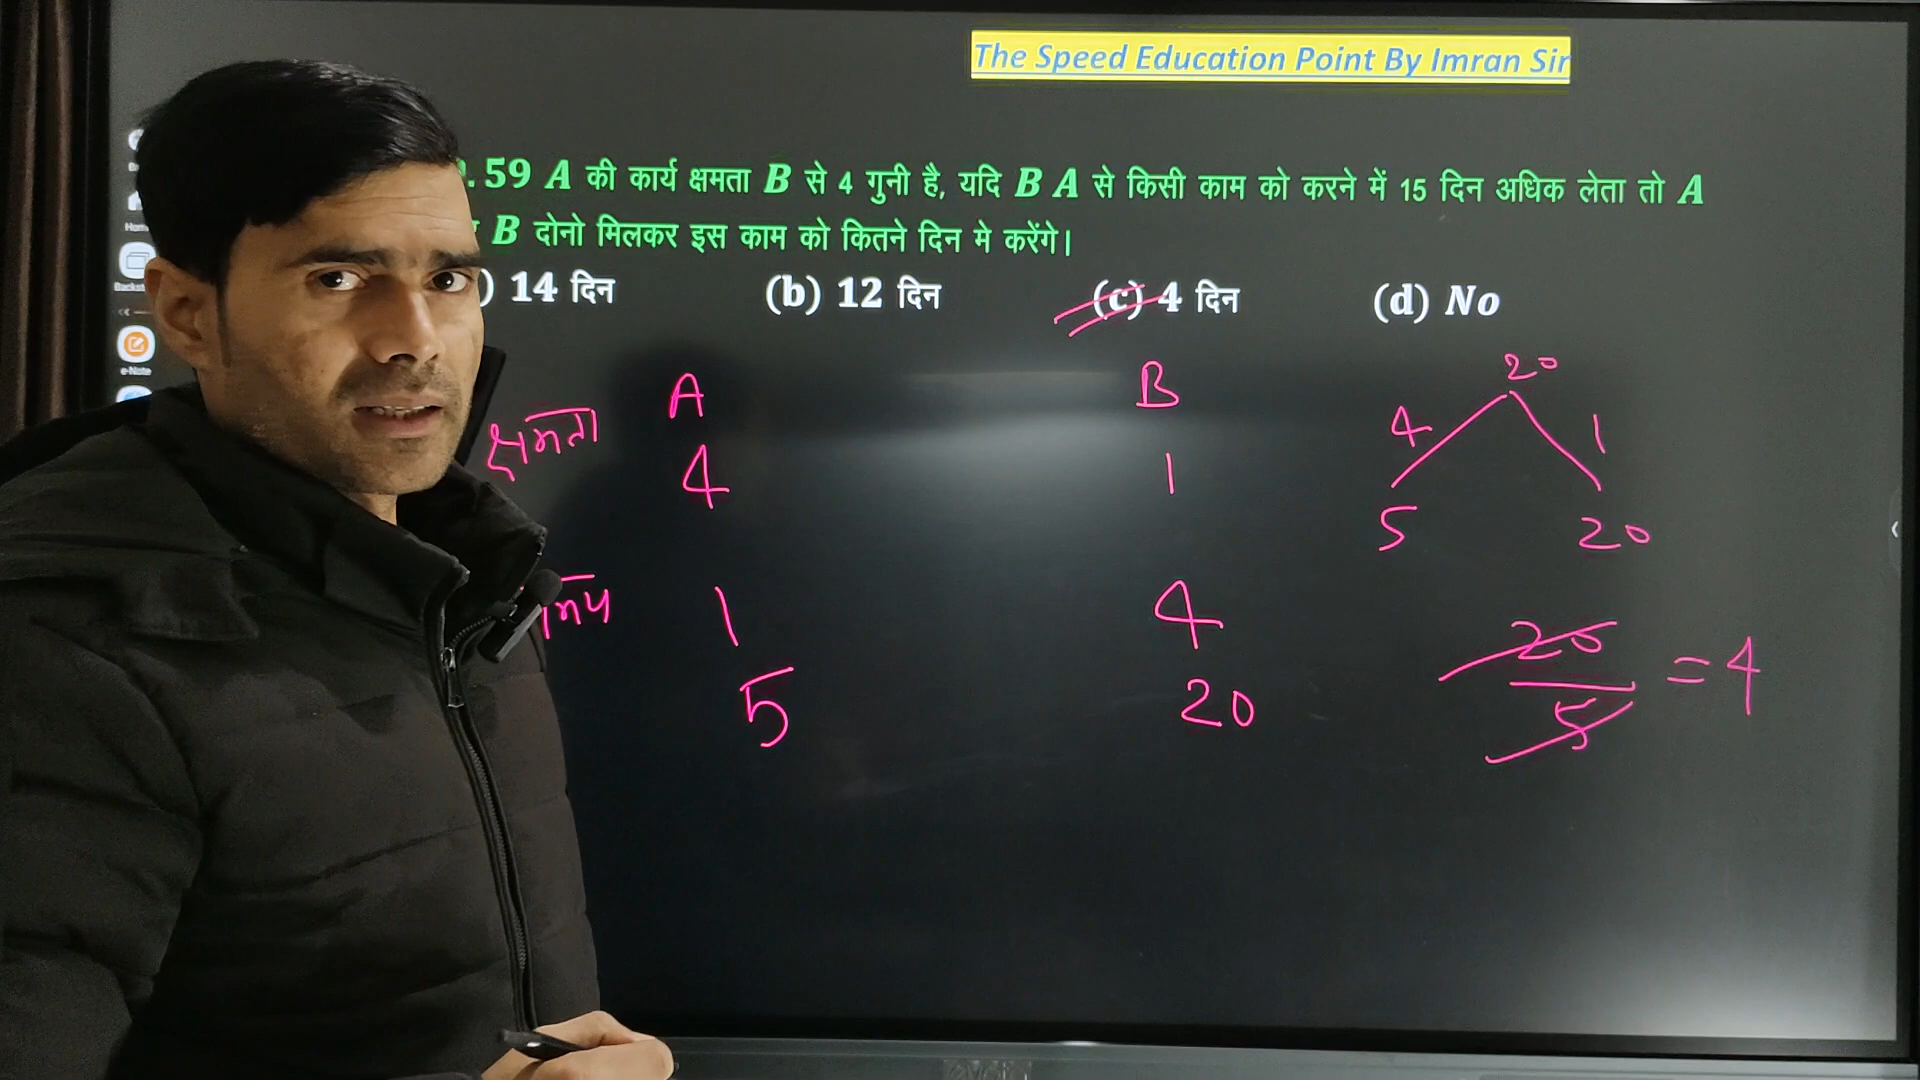 The Speed Education Point By Imran Sir
.59 A की कार्य क्षमता B से 4 गुनी है, यदि B A से किसी काम को करने में 15 दिन अधिक लेता तो A
B दोनो मिलकर इस काम को कितने दिन मे करेंगे।
) 14 दिन (b) 12 दिन (c) 4 दिन (d) No
A B 20
क्षमता 4 1 4 1
5 20
1 4
5 20
20
5 = 4
e-Note